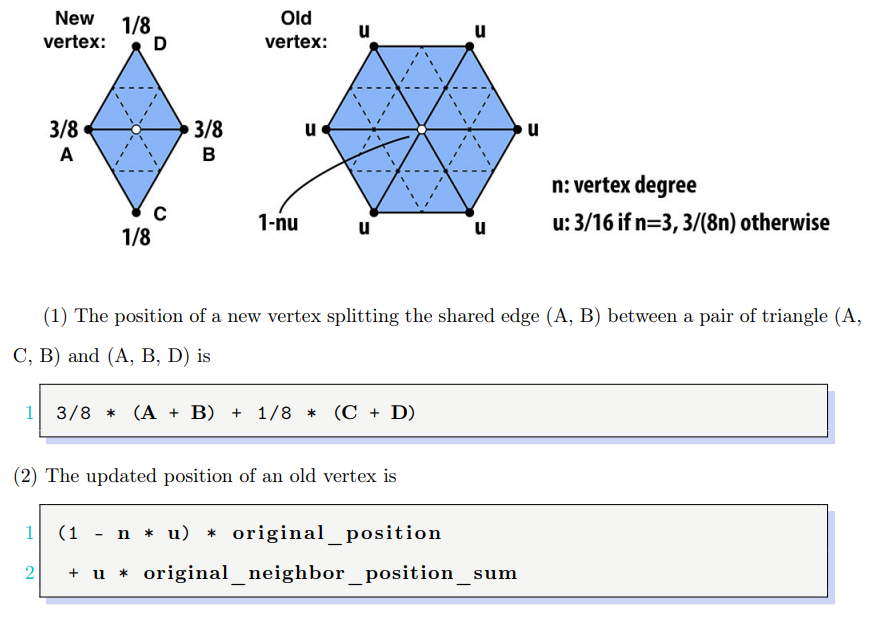 New vertex:
1/8
D
3/8
A
3/8
B
C
1/8
Old vertex:
u
u
u
u
1-nu
u
u
n: vertex degree
u: 3/16 if n=3, 3/(8n) otherwise
(1) The position of a new vertex splitting the shared edge (A, B) between a pair of triangle (A,
C, B) and (A, B, D) is
1 3/8 * (A + B) + 1/8 * (C + D)
(2) The updated position of an old vertex is
1 (1 - n * u) * original_position
2 + u * original_neighbor_position_sum